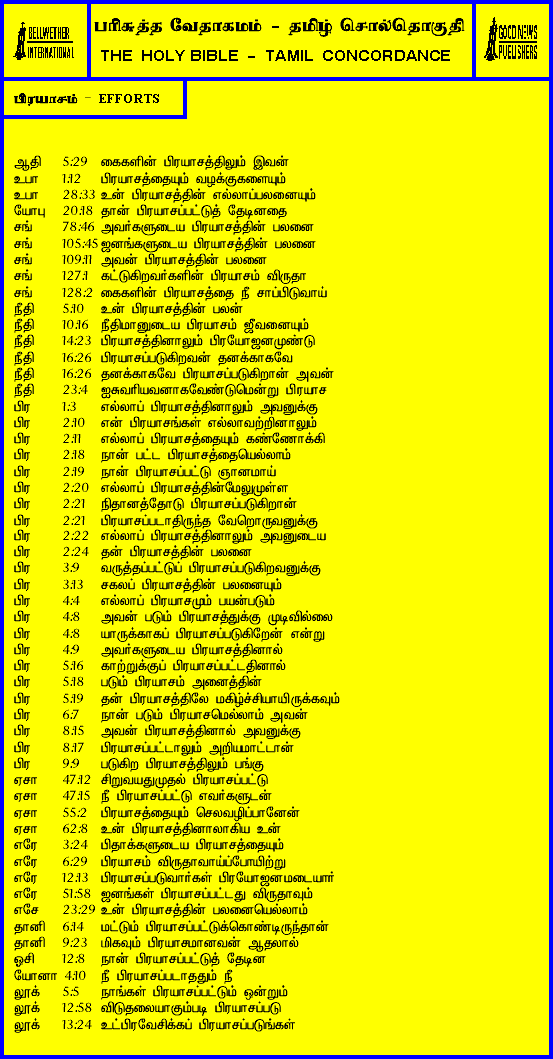 BELLWETHER
INTERNATIONAL
பரிசுத்த வேதாகமம் - தமிழ் சொல்தொகுதி
THE HOLY BIBLE - TAMIL CONCORDANCE
GOOD NEWS
PUBLISHERS
பிரயாசம் - EFFORTS
ஆதி 5:29 கைகளின் பிரயாசத்திலும் இவன்
உபா 1:12 பிரயாசத்தையும் வழக்குகளையும்
உபா 28:33 உன் பிரயாசத்தின் எல்லாப்பலனையும்
யோபு 20:18 தான் பிரயாசப்பட்டுத் தேடினதை
சங் 78:46 அவர்களுடைய பிரயாசத்தின் பலனை
சங் 105:45 ஜனங்களுடைய பிரயாசத்தின் பலனை
சங் 109:11 அவன் பிரயாசத்தின் பலனை
சங் 127:1 கட்டுகிறவர்களின் பிரயாசம் விருதா
சங் 128:2 கைகளின் பிரயாசத்தை நீ சாப்பிடுவாய்
நீதி 5:10 உன் பிரயாசத்தின் பலன்
நீதி 10:16 நீதிமானுடைய பிரயாசம் ஜீவனையும்
நீதி 14:23 பிரயாசத்தினாலும் பிரயோஜனமுண்டு
நீதி 16:26 பிரயாசப்படுகிறவன் தனக்காகவே
நீதி 16:26 தனக்காகவே பிரயாசப்படுகிறான் அவன்
நீதி 23:4 ஐசுவரியவனாகவேண்டுமென்று பிரயாச
பிர 1:3 எல்லாப் பிரயாசத்தினாலும் அவனுக்கு
பிர 2:10 என் பிரயாசங்கள் எல்லாவற்றினாலும்
பிர 2:11 எல்லாப் பிரயாசத்தையும் கண்ணோக்கி
பிர 2:18 நான் பட்ட பிரயாசத்தையெல்லாம்
பிர 2:19 நான் பிரயாசப்பட்டு ஞானமாய்
பிர 2:20 எல்லாப் பிரயாசத்தின்மேலுமுள்ள
பிர 2:21 நிதானத்தோடு பிரயாசப்படுகிறான்
பிர 2:21 பிரயாசப்படாதிருந்த வேறொருவனுக்கு
பிர 2:22 எல்லாப் பிரயாசத்தினாலும் அவனுடைய
பிர 2:24 தன் பிரயாசத்தின் பலனை
பிர 3:9 வருத்தப்பட்டுப் பிரயாசப்படுகிறவனுக்கு
பிர 3:13 சகலப் பிரயாசத்தின் பலனையும்
பிர 4:4 எல்லாப் பிரயாசமும் பயன்படும்
பிர 4:8 அவன் படும் பிரயாசத்துக்கு முடிவில்லை
பிர 4:8 யாருக்காகப் பிரயாசப்படுகிறேன் என்று
பிர 4:9 அவர்களுடைய பிரயாசத்தினால்
பிர 5:16 காற்றுக்குப் பிரயாசப்பட்டதினால்
பிர 5:18 படும் பிரயாசம் அனைத்தின்
பிர 5:19 தன் பிரயாசத்திலே மகிழ்ச்சியாயிருக்கவும்
பிர 6:7 நான் படும் பிரயாசமெல்லாம் அவன்
பிர 8:15 அவன் பிரயாசத்தினால் அவனுக்கு
பிர 8:17 பிரயாசப்பட்டாலும் அறியமாட்டான்
பிர 9:9 படுகிற பிரயாசத்திலும் பங்கு
ஏசா 47:12 சிறுவயதுமுதல் பிரயாசப்பட்டு
ஏசா 47:15 நீ பிரயாசப்பட்டு எவர்களுடன்
ஏசா 55:2 பிரயாசத்தையும் செலவழிப்பானேன்
ஏசா 62:8 உன் பிரயாசத்தினாலாகிய உன்
எரே 3:24 பிதாக்களுடைய பிரயாசத்தையும்
எரே 6:29 பிரயாசம் விருதாவாய்ப்போயிற்று
எரே 12:13 பிரயாசப்படுவார்கள் பிரயோஜனமடையார்
எரே 51:58 ஜனங்கள் பிரயாசப்பட்டது விருதாவும்
எசே 23:29 உன் பிரயாசத்தின் பலனையெல்லாம்
தானி 6:14 மட்டும் பிரயாசப்பட்டுக்கொண்டிருந்தான்
தானி 9:23 மிகவும் பிரயாசமானவன் ஆதலால்
ஓசி 12:8 நான் பிரயாசப்பட்டுத் தேடின
யோனா 4:10 நீ பிரயாசப்படாததும் நீ
லூக் 5:5 நாங்கள் பிரயாசப்பட்டும் ஒன்றும்
லூக் 12:58 விடுதலையாகும்படி பிரயாசப்படு
லூக் 13:24 உட்பிரவேசிக்கப் பிரயாசப்படுங்கள்